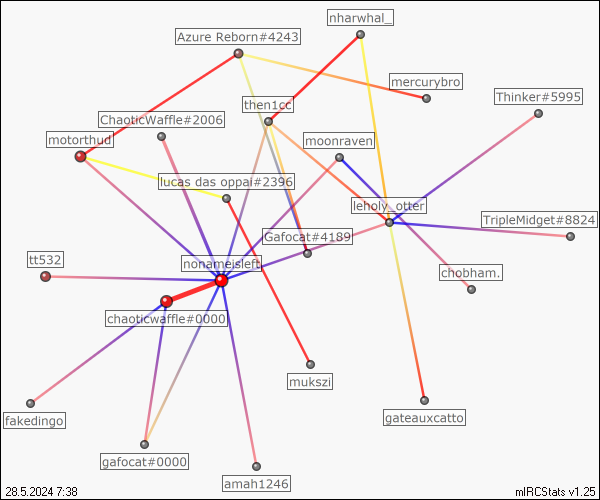 nharwhal_
Azure Reborn#4243
mercurybro
Thinker#5995
then1cc
ChaoticWaffle#2006
motorthud
moonraven
lucas das oppai#2396
leholy_otter
TripleMidget#8824
Gafocat#4189
tt532
nonameisleft
chobham.
chaoticwaffle#0000
mukszi
fakedingo
gateauxcatto
gafocat#0000
amah1246
28.5.2024 7:38
mIRCStats v1.25